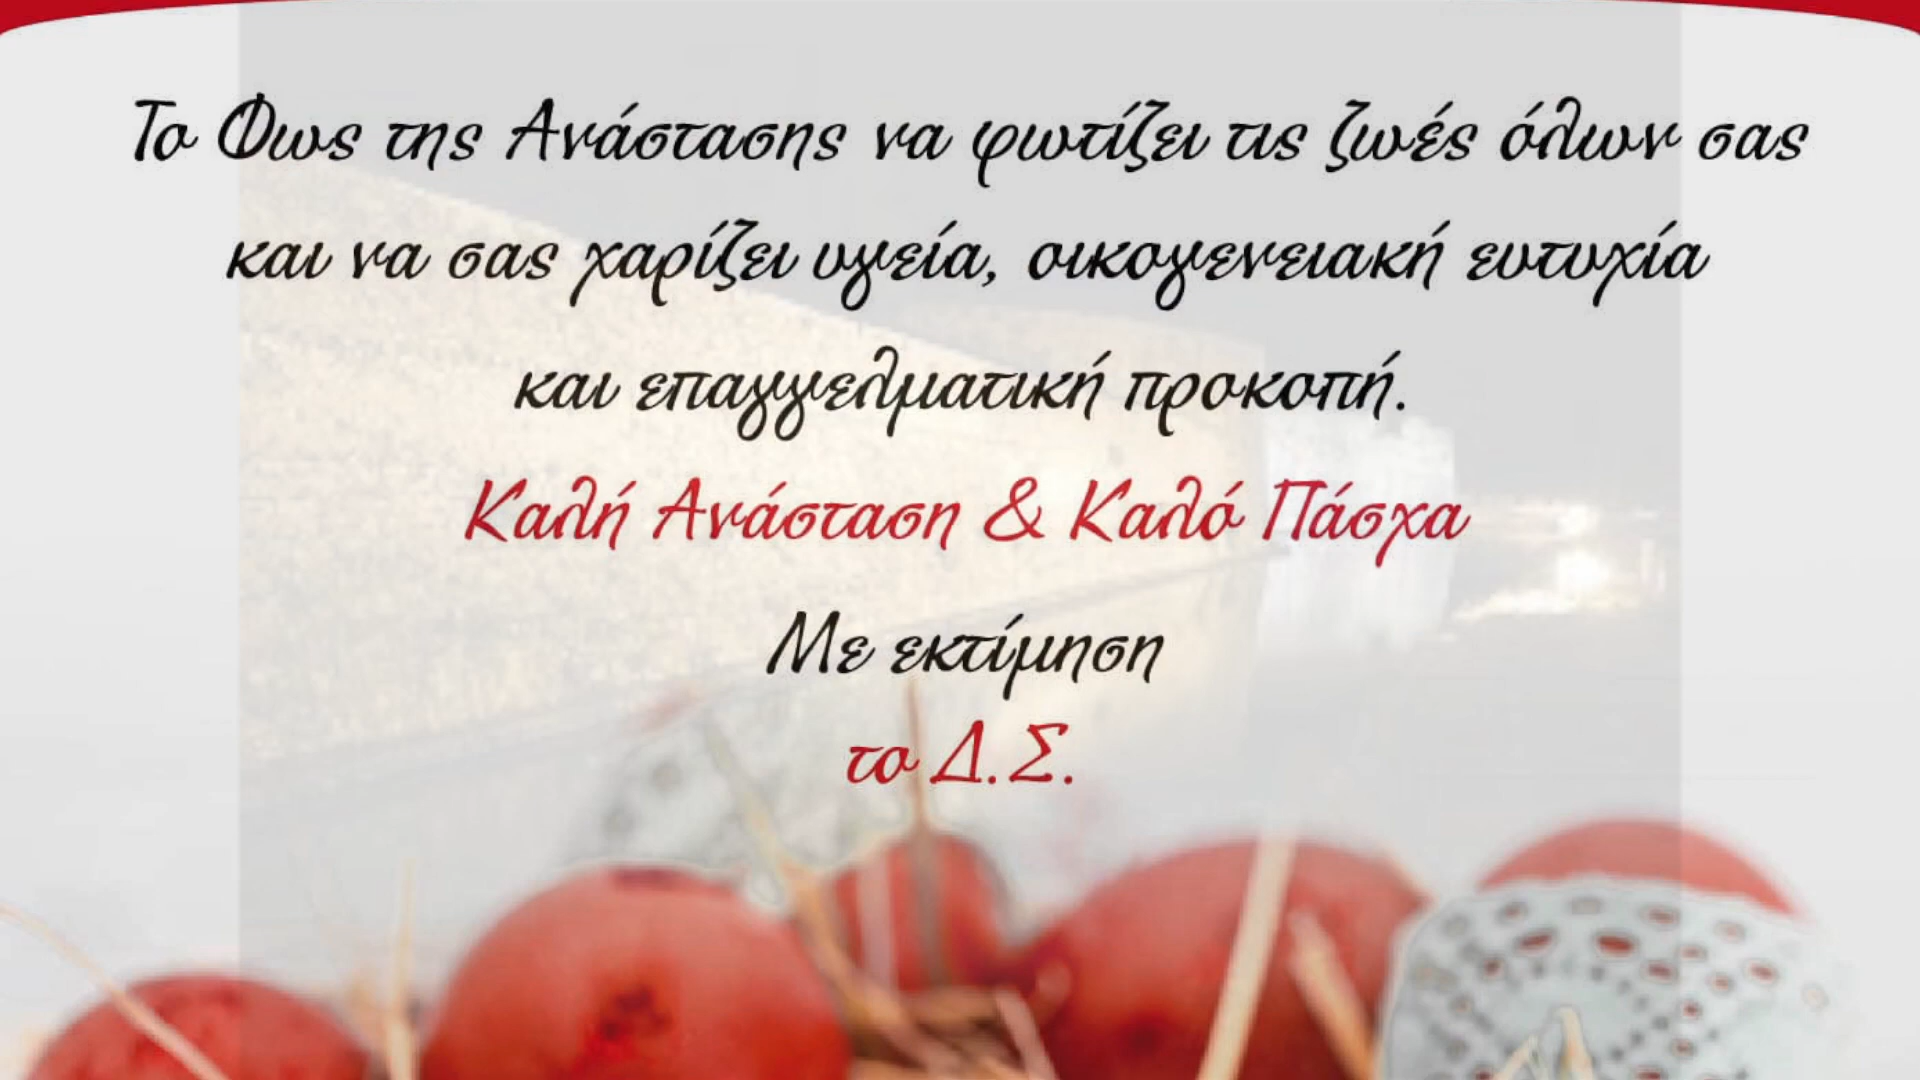 Το Φως της Ανάστασης να φωτίζει τις ζωές όλων σας
και να σας χαρίζει υγεία, οικογενειακή ευτυχία
και επαγγελματική προκοπή.
Καλή Ανάσταση & Καλό Πάσχα
Με εκτίμηση
το Δ.Σ.